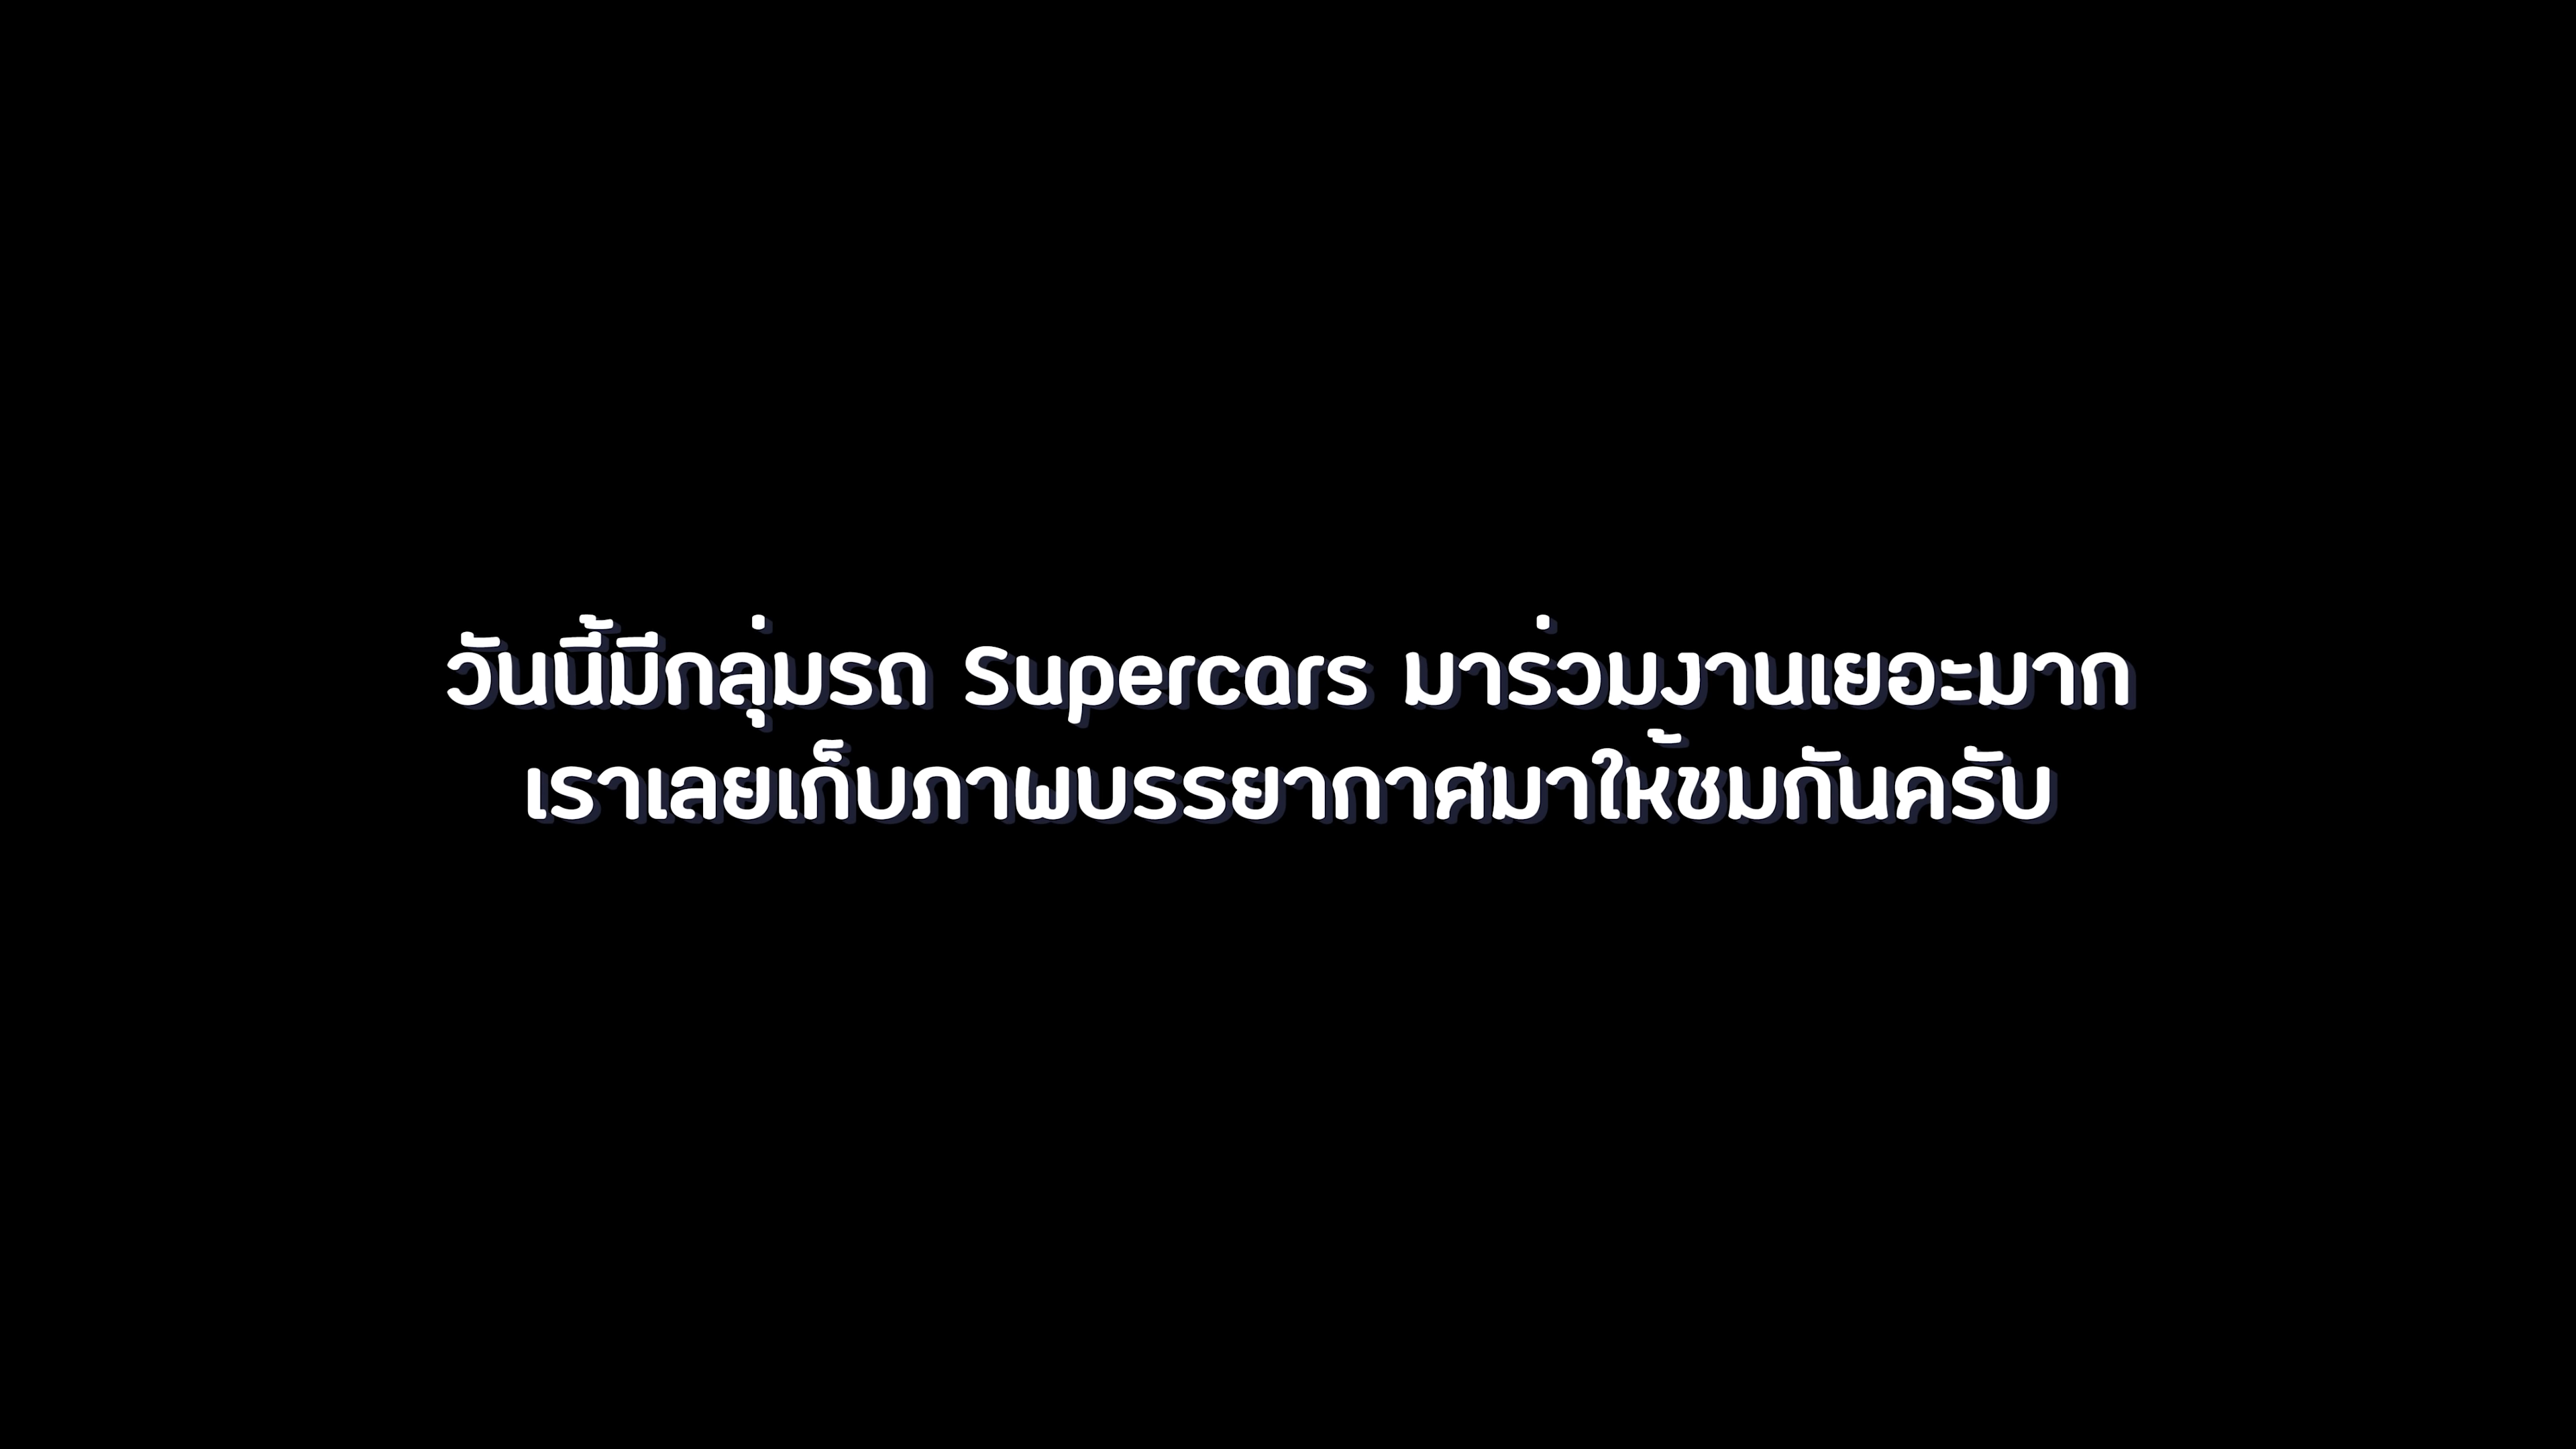 วันนี้มีกลุ่มรถ Supercars มาร่วมงานเยอะมาก
เราเลยเก็บภาพบรรยากาศมาให้ชมกันครับ